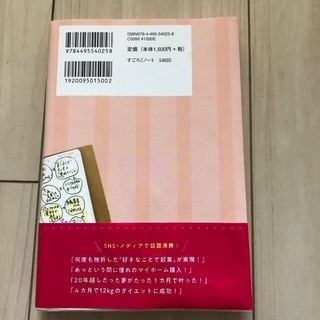 ISBN978-4-495-54025-8
C0095 ¥1500E
定価（本体1,500円＋税）
すごろくノート　54025
9784495540258
1920095015002
SNS・メディアで話題沸騰！
「何度も挫折した“好きなことで起業”が実現！」
「あっという間に憧れのマイホーム購入！」
「20年越しだった夢がたった1カ月で叶った！」
「4カ月で12kgのダイエットに成功！」